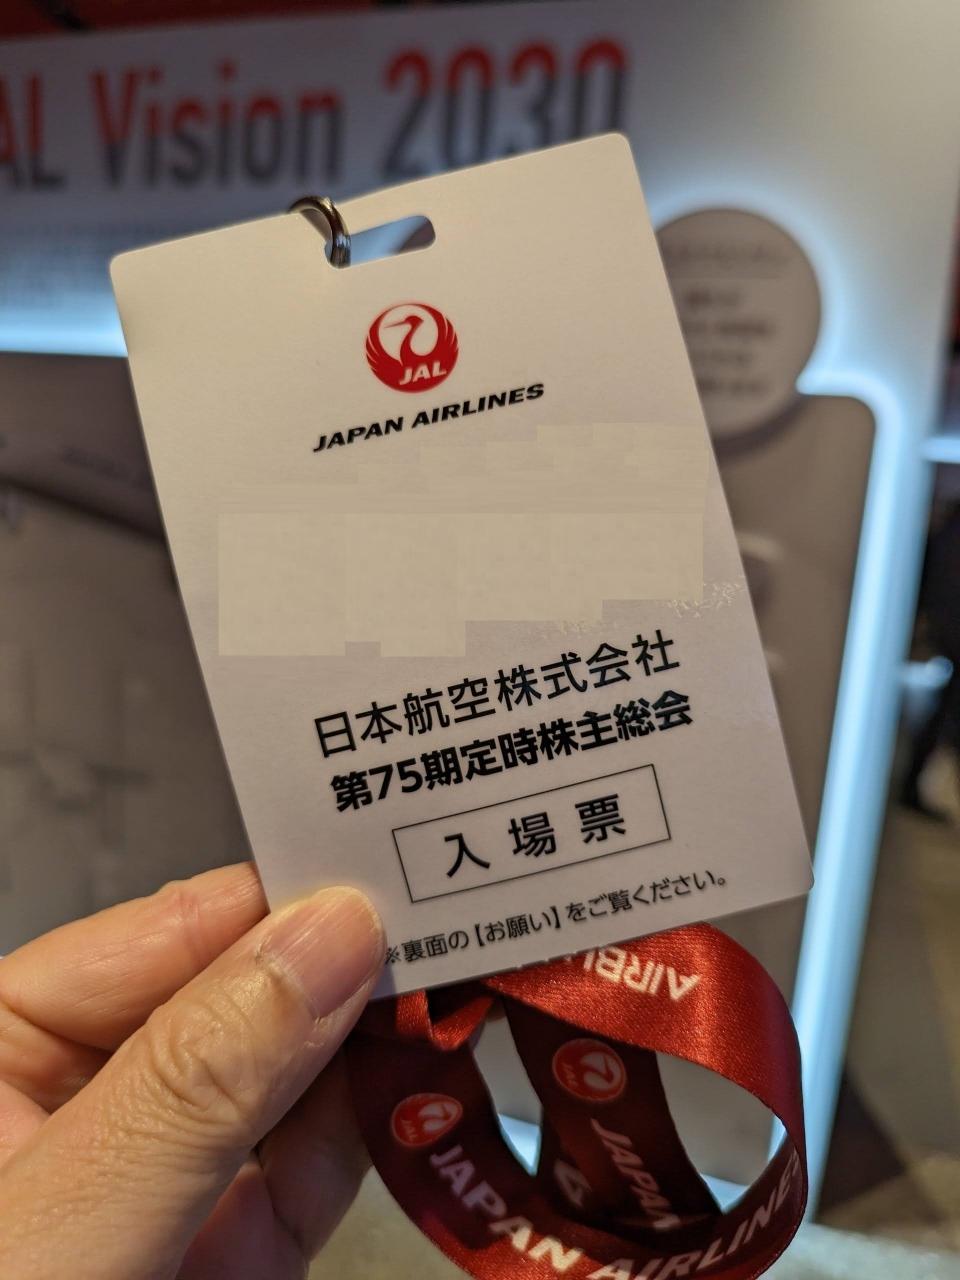 AL Vision 2030
JAL
JAPAN AIRLINES
日本航空株式会社
第75期定時株主総会
入場票
※裏面の【お願い】をご覧ください。
AIRBU
JAL
JAPAN
JAL
JAPAN AIRLINES